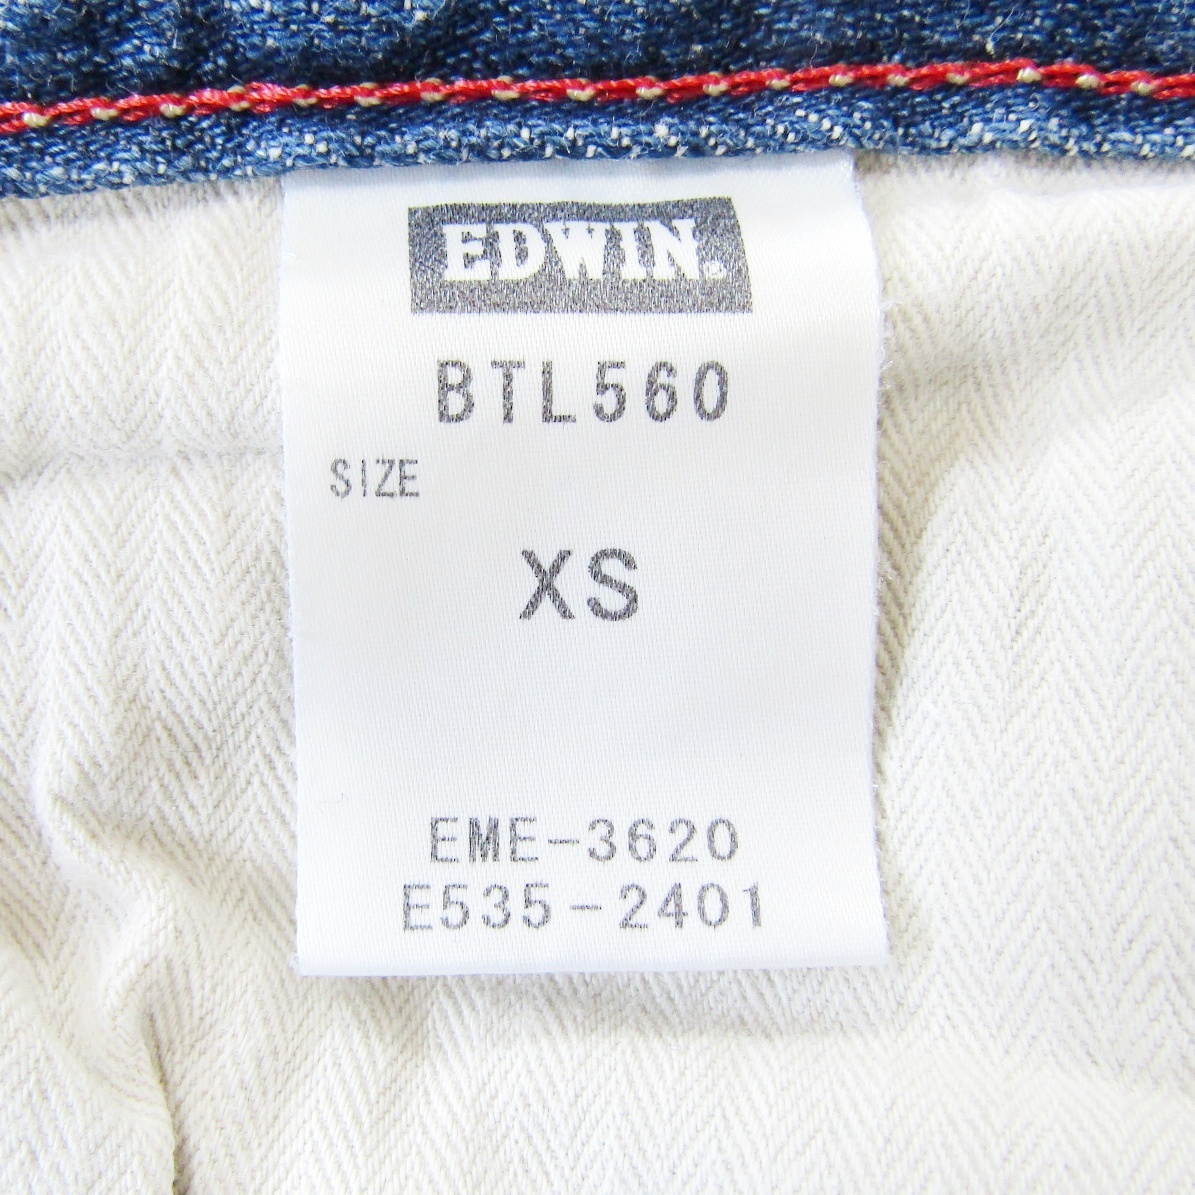 EDWIN®
BTL560
SIZE
XS
EME-3620
E535-2401